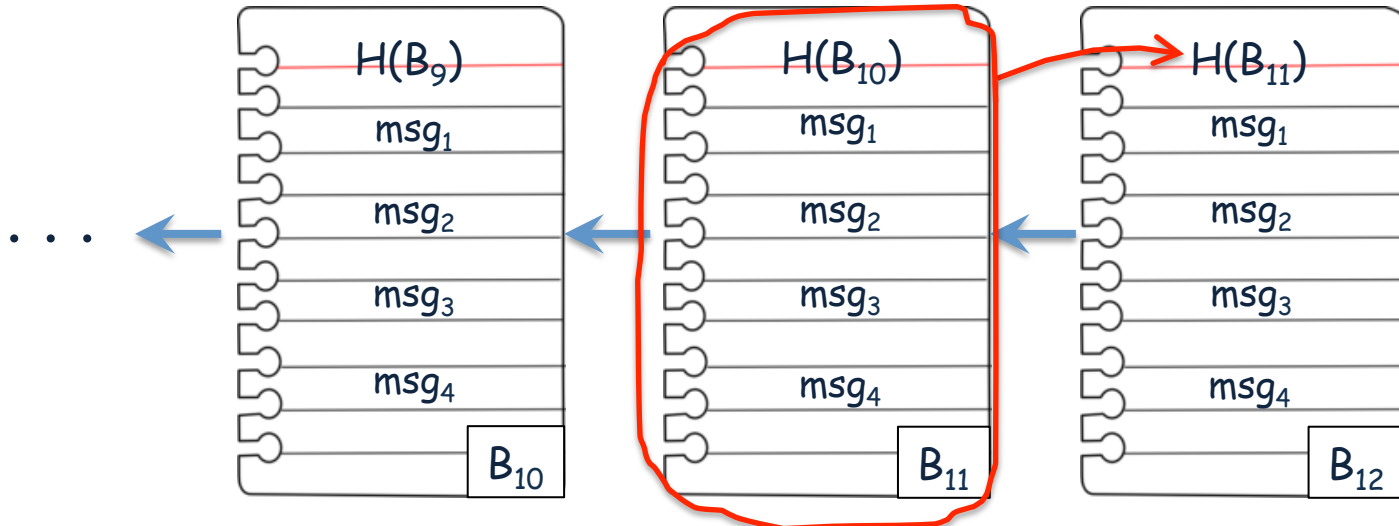 H(B₉)
msg₁
msg₂
msg₃
msg₄
B₁₀
H(B₁₀)
msg₁
msg₂
msg₃
msg₄
B₁₁
H(B₁₁)
msg₁
msg₂
msg₃
msg₄
B₁₂
. . .